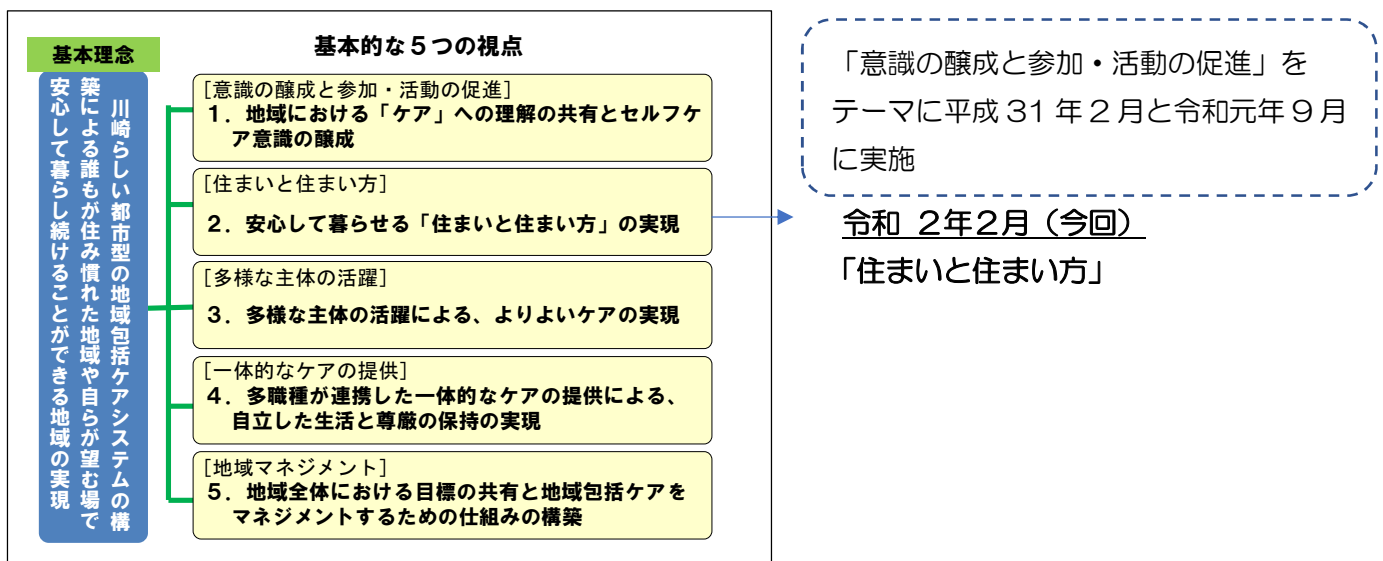 基本理念
川崎らしい都市型の地域包括ケアシステムの構
築による誰もが住み慣れた地域や自らが望む場で
安心して暮らし続けることができる地域の実現
基本的な５つの視点
[意識の醸成と参加・活動の促進]
１．地域における「ケア」への理解の共有とセルフケ
ア意識の醸成
[住まいと住まい方]
２．安心して暮らせる「住まいと住まい方」の実現
[多様な主体の活躍]
３．多様な主体の活躍による、よりよいケアの実現
[一体的なケアの提供]
４．多職種が連携した一体的なケアの提供による、
自立した生活と尊厳の保持の実現
[地域マネジメント]
５．地域全体における目標の共有と地域包括ケアを
マネジメントするための仕組みの構築
「意識の醸成と参加・活動の促進」を
テーマに平成 31 年２月と令和元年９月
に実施
令和 ２年２月（今回）
「住まいと住まい方」